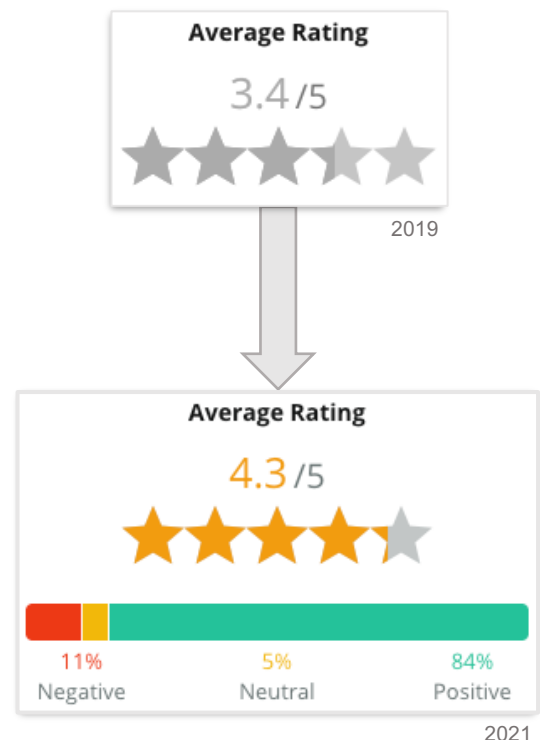 Average Rating
3.4 /5
2019
Average Rating
4.3 /5
11% 5% 84%
Negative Neutral Positive
2021